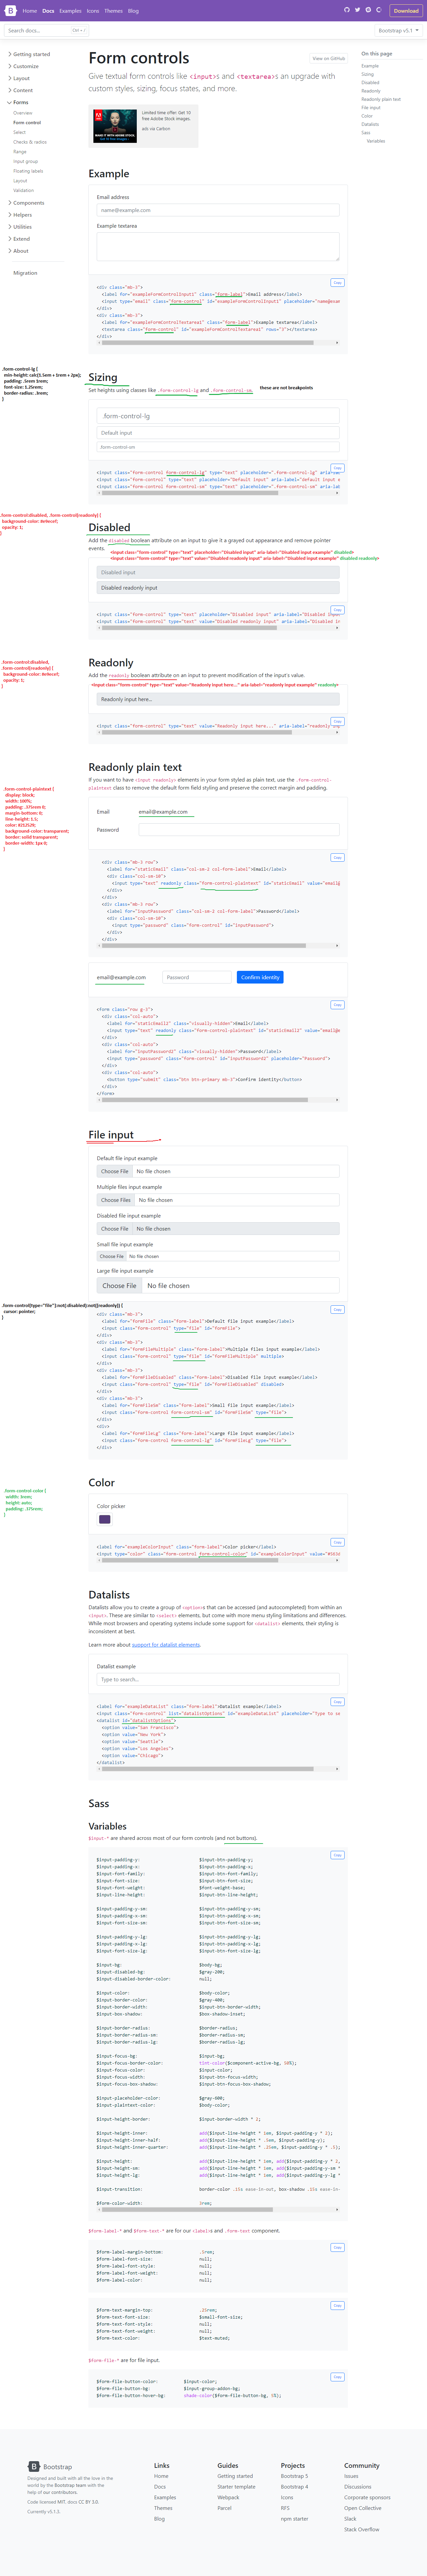 Home Docs Examples Icons Themes Blog Download
Search docs... Ctrl + / Bootstrap v5.1
Getting started
Customize
Layout
Content
Forms
Overview
Form control
Select
Checks & radios
Range
Input group
Floating labels
Layout
Validation
Components
Helpers
Utilities
Extend
About
Migration
Form controls
View on GitHub
Give textual form controls like <input>s and <textarea>s an upgrade with
custom styles, sizing, focus states, and more.
Limited time offer: Get 10
free Adobe Stock images.
ads via Carbon
On this page
Example
Sizing
Disabled
Readonly
Readonly plain text
File input
Color
Datalists
Sass
Variables
Example
Email address
name@example.com
Example textarea
Copy
<div class="mb-3">
<label for="exampleFormControlInput1" class="form-label">Email address</label>
<input type="email" class="form-control" id="exampleFormControlInput1" placeholder="name@exam
</div>
<div class="mb-3">
<label for="exampleFormControlTextarea1" class="form-label">Example textarea</label>
<textarea class="form-control" id="exampleFormControlTextarea1" rows="3"></textarea>
</div>
.form-control-lg {
min-height: calc(1.5em + 1rem + 2px);
padding: .5rem 1rem;
font-size: 1.25rem;
border-radius: .3rem;
}
Sizing
Set heights using classes like .form-control-lg and .form-control-sm. these are not breakpoints
.form-control-lg
Default input
.form-control-sm
Copy
<input class="form-control form-control-lg" type="text" placeholder=".form-control-lg" aria-
<input class="form-control" type="text" placeholder="Default input" aria-label="default input e
<input class="form-control form-control-sm" type="text" placeholder=".form-control-sm" aria-lab
.form-control:disabled, .form-control[readonly] {
background-color: #e9ecef;
opacity: 1;
}
Disabled
Add the disabled boolean attribute on an input to give it a grayed out appearance and remove pointer
events.
<input class="form-control" type="text" placeholder="Disabled input" aria-label="Disabled input example" disabled>
<input class="form-control" type="text" value="Disabled readonly input" aria-label="Disabled input example" disabled readonly>
Disabled input
Disabled readonly input
Copy
<input class="form-control" type="text" placeholder="Disabled input" aria-label="Disabled input
<input class="form-control" type="text" value="Disabled readonly input" aria-label="Disabled in
.form-control:disabled,
.form-control[readonly] {
background-color: #e9ecef;
opacity: 1;
}
Readonly
Add the readonly boolean attribute on an input to prevent modification of the input's value.
<input class="form-control" type="text" value="Readonly input here..." aria-label="readonly input example" readonly>
Readonly input here...
Copy
<input class="form-control" type="text" value="Readonly input here..." aria-label="readonly inp
Readonly plain text
If you want to have <input readonly> elements in your form styled as plain text, use the .form-control-
plaintext class to remove the default form field styling and preserve the correct margin and padding.
.form-control-plaintext {
display: block;
width: 100%;
padding: .375rem 0;
margin-bottom: 0;
line-height: 1.5;
color: #212529;
background-color: transparent;
border: solid transparent;
border-width: 1px 0;
}
Email email@example.com
Password
Copy
<div class="mb-3 row">
<label for="staticEmail" class="col-sm-2 col-form-label">Email</label>
<div class="col-sm-10">
<input type="text" readonly class="form-control-plaintext" id="staticEmail" value="email@
</div>
</div>
<div class="mb-3 row">
<label for="inputPassword" class="col-sm-2 col-form-label">Password</label>
<div class="col-sm-10">
<input type="password" class="form-control" id="inputPassword">
</div>
</div>
email@example.com Password Confirm identity
Copy
<form class="row g-3">
<div class="col-auto">
<label for="staticEmail2" class="visually-hidden">Email</label>
<input type="text" readonly class="form-control-plaintext" id="staticEmail2" value="email@e
</div>
<div class="col-auto">
<label for="inputPassword2" class="visually-hidden">Password</label>
<input type="password" class="form-control" id="inputPassword2" placeholder="Password">
</div>
<div class="col-auto">
<button type="submit" class="btn btn-primary mb-3">Confirm identity</button>
</div>
</form>
File input
Default file input example
Choose File No file chosen
Multiple files input example
Choose Files No file chosen
Disabled file input example
Choose File No file chosen
Small file input example
Choose File No file chosen
Large file input example
Choose File No file chosen
.form-control[type="file"]:not(:disabled):not([readonly]) {
cursor: pointer;
}
Copy
<div class="mb-3">
<label for="formFile" class="form-label">Default file input example</label>
<input class="form-control" type="file" id="formFile">
</div>
<div class="mb-3">
<label for="formFileMultiple" class="form-label">Multiple files input example</label>
<input class="form-control" type="file" id="formFileMultiple" multiple>
</div>
<div class="mb-3">
<label for="formFileDisabled" class="form-label">Disabled file input example</label>
<input class="form-control" type="file" id="formFileDisabled" disabled>
</div>
<div class="mb-3">
<label for="formFileSm" class="form-label">Small file input example</label>
<input class="form-control form-control-sm" id="formFileSm" type="file">
</div>
<div>
<label for="formFileLg" class="form-label">Large file input example</label>
<input class="form-control form-control-lg" id="formFileLg" type="file">
</div>
.form-control-color {
width: 3rem;
height: auto;
padding: .375rem;
}
Color
Color picker
Copy
<label for="exampleColorInput" class="form-label">Color picker</label>
<input type="color" class="form-control form-control-color" id="exampleColorInput" value="#563d
Datalists
Datalists allow you to create a group of <option>s that can be accessed (and autocompleted) from within an
<input>. These are similar to <select> elements, but come with more menu styling limitations and differences.
While most browsers and operating systems include some support for <datalist> elements, their styling is
inconsistent at best.
Learn more about support for datalist elements.
Datalist example
Type to search...
Copy
<label for="exampleDataList" class="form-label">Datalist example</label>
<input class="form-control" list="datalistOptions" id="exampleDataList" placeholder="Type to se
<datalist id="datalistOptions">
<option value="San Francisco">
<option value="New York">
<option value="Seattle">
<option value="Los Angeles">
<option value="Chicago">
</datalist>
Sass
Variables
$input-* are shared across most of our form controls (and not buttons).
Copy
$input-padding-y: $input-btn-padding-y;
$input-padding-x: $input-btn-padding-x;
$input-font-family: $input-btn-font-family;
$input-font-size: $input-btn-font-size;
$input-font-weight: $font-weight-base;
$input-line-height: $input-btn-line-height;
$input-padding-y-sm: $input-btn-padding-y-sm;
$input-padding-x-sm: $input-btn-padding-x-sm;
$input-font-size-sm: $input-btn-font-size-sm;
$input-padding-y-lg: $input-btn-padding-y-lg;
$input-padding-x-lg: $input-btn-padding-x-lg;
$input-font-size-lg: $input-btn-font-size-lg;
$input-bg: $body-bg;
$input-disabled-bg: $gray-200;
$input-disabled-border-color: null;
$input-color: $body-color;
$input-border-color: $gray-400;
$input-border-width: $input-btn-border-width;
$input-box-shadow: $box-shadow-inset;
$input-border-radius: $border-radius;
$input-border-radius-sm: $border-radius-sm;
$input-border-radius-lg: $border-radius-lg;
$input-focus-bg: $input-bg;
$input-focus-border-color: tint-color($component-active-bg, 50%);
$input-focus-color: $input-color;
$input-focus-width: $input-btn-focus-width;
$input-focus-box-shadow: $input-btn-focus-box-shadow;
$input-placeholder-color: $gray-600;
$input-plaintext-color: $body-color;
$input-height-border: $input-border-width * 2;
$input-height-inner: add($input-line-height * 1em, $input-padding-y * 2);
$input-height-inner-half: add($input-line-height * .5em, $input-padding-y);
$input-height-inner-quarter: add($input-line-height * .25em, $input-padding-y * .5);
$input-height: add($input-line-height * 1em, add($input-padding-y * 2,
$input-height-sm: add($input-line-height * 1em, add($input-padding-y-sm *
$input-height-lg: add($input-line-height * 1em, add($input-padding-y-lg *
$input-transition: border-color .15s ease-in-out, box-shadow .15s ease-in-
$form-color-width: 3rem;
$form-label-* and $form-text-* are for our <label>s and .form-text component.
Copy
$form-label-margin-bottom: .5rem;
$form-label-font-size: null;
$form-label-font-style: null;
$form-label-font-weight: null;
$form-label-color: null;
Copy
$form-text-margin-top: .25rem;
$form-text-font-size: $small-font-size;
$form-text-font-style: null;
$form-text-font-weight: null;
$form-text-color: $text-muted;
$form-file-* are for file input.
Copy
$form-file-button-color: $input-color;
$form-file-button-bg: $input-group-addon-bg;
$form-file-button-hover-bg: shade-color($form-file-button-bg, 5%);
Bootstrap
Designed and built with all the love in the
world by the Bootstrap team with the
help of our contributors.
Code licensed MIT, docs CC BY 3.0.
Currently v5.1.3.
Links
Home
Docs
Examples
Themes
Blog
Guides
Getting started
Starter template
Webpack
Parcel
Projects
Bootstrap 5
Bootstrap 4
Icons
RFS
npm starter
Community
Issues
Discussions
Corporate sponsors
Open Collective
Slack
Stack Overflow